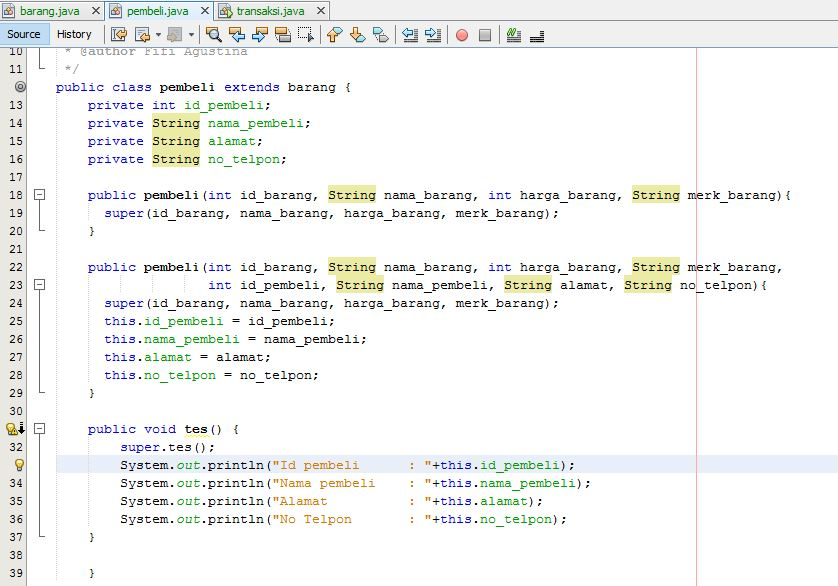 barang.java
pembeli.java
transaksi.java
Source
History
10 * @author Fifi Agustina
11 */
public class pembeli extends barang {
13 private int id_pembeli;
14 private String nama_pembeli;
15 private String alamat;
16 private String no_telpon;
17
18 public pembeli(int id_barang, String nama_barang, int harga_barang, String merk_barang){
19 super(id_barang, nama_barang, harga_barang, merk_barang);
20 }
21
22 public pembeli(int id_barang, String nama_barang, int harga_barang, String merk_barang,
23 int id_pembeli, String nama_pembeli, String alamat, String no_telpon){
24 super(id_barang, nama_barang, harga_barang, merk_barang);
25 this.id_pembeli = id_pembeli;
26 this.nama_pembeli = nama_pembeli;
27 this.alamat = alamat;
28 this.no_telpon = no_telpon;
29 }
30
public void tes() {
32 super.tes();
System.out.println("Id pembeli      : "+this.id_pembeli);
34 System.out.println("Nama pembeli    : "+this.nama_pembeli);
35 System.out.println("Alamat          : "+this.alamat);
36 System.out.println("No Telpon       : "+this.no_telpon);
37 }
38
39 }